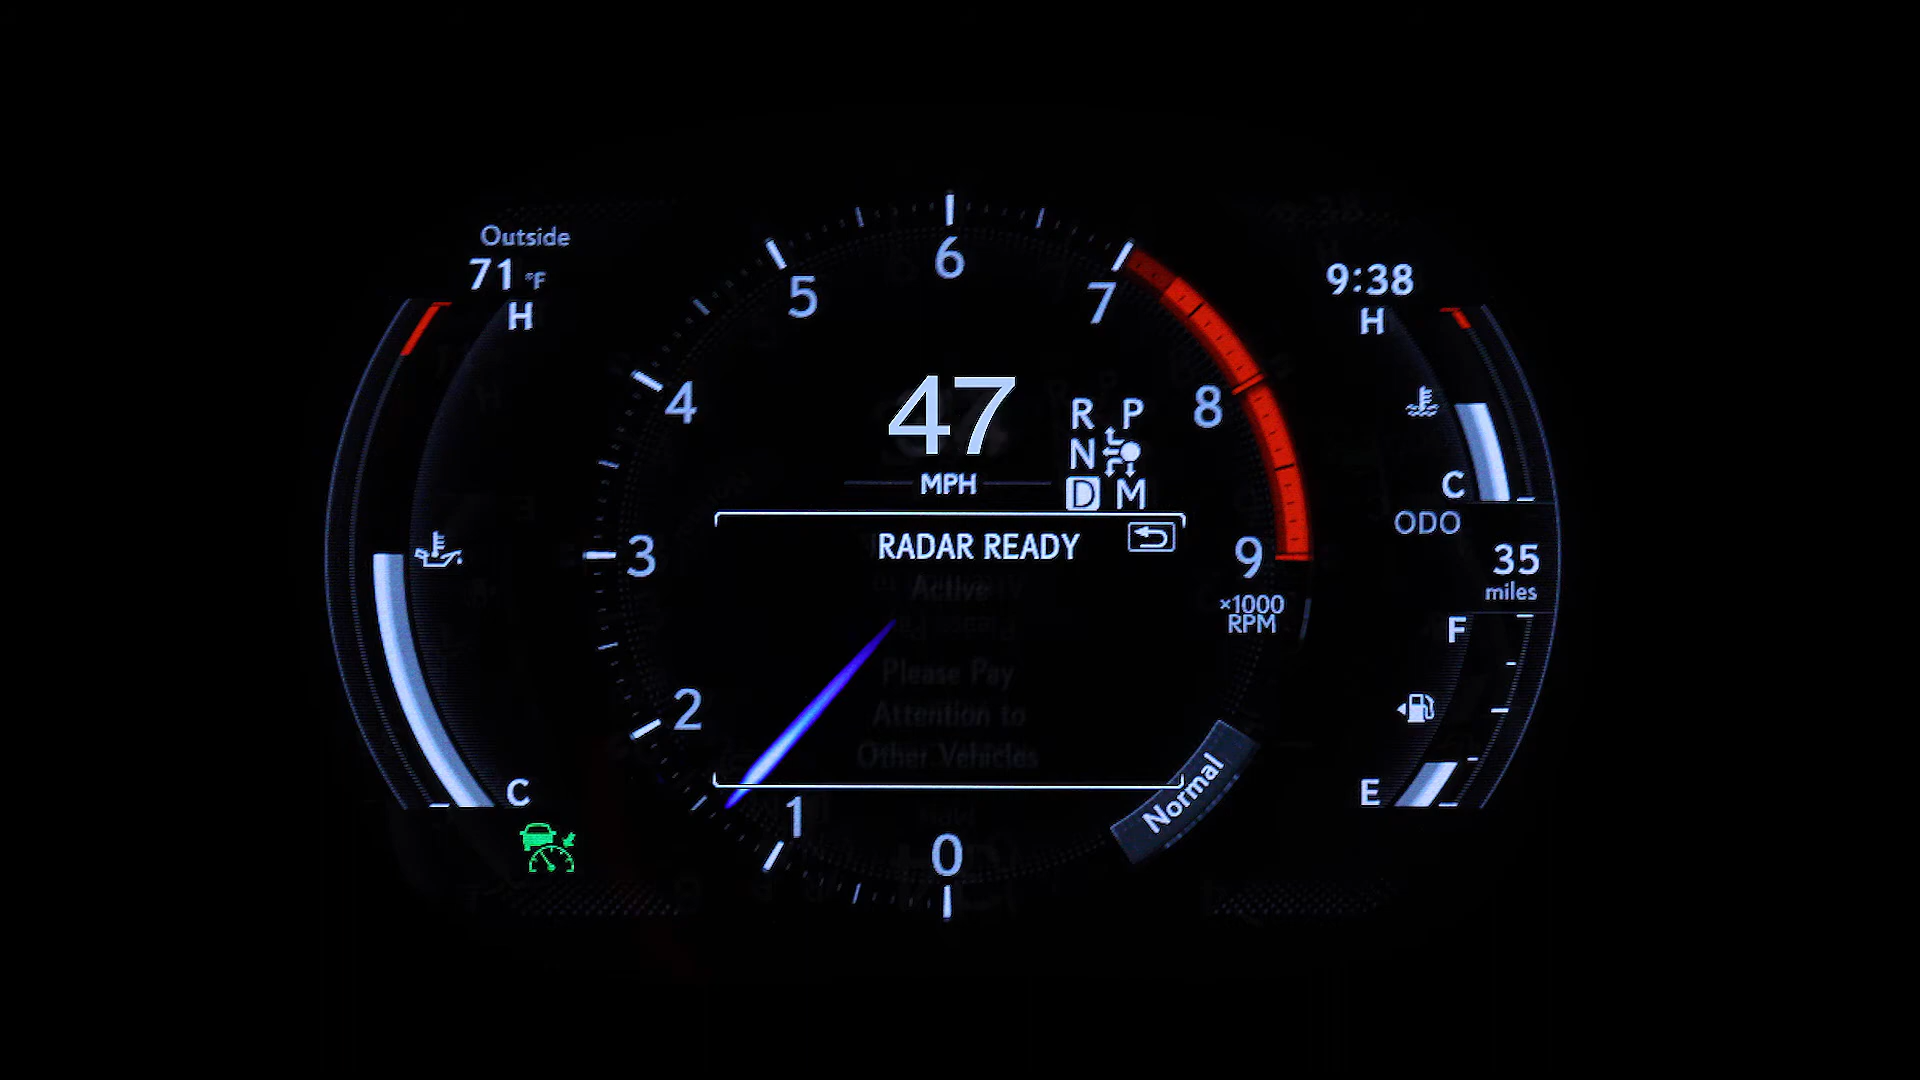 Outside
71 °F
H
C
9:38
H
C
ODO
35
miles
F
E
0
1
2
3
4
5
6
7
8
9
×1000
RPM
47
MPH
R P
N
D M
RADAR READY
Active
Please Pay
Attention to
Other Vehicles
Normal